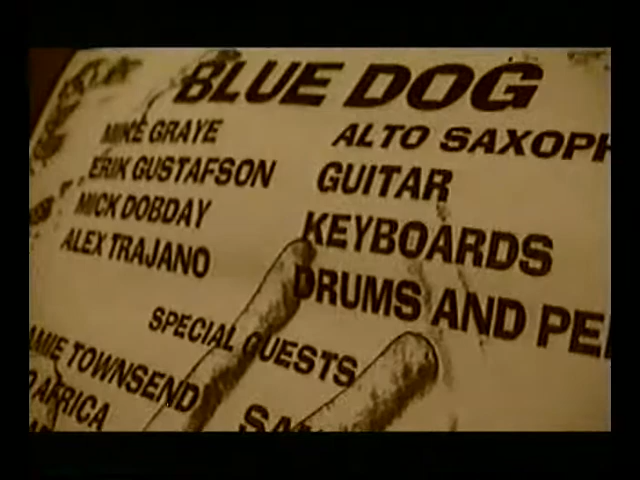 BLUE DOG
MIKE GRAYE ALTO SAXOPH
ERIK GUSTAFSON GUITAR
MICK DOBDAY KEYBOARDS
ALEX TRAJANO DRUMS AND PE
SPECIAL GUESTS
AMIE TOWNSEND
AFRICA